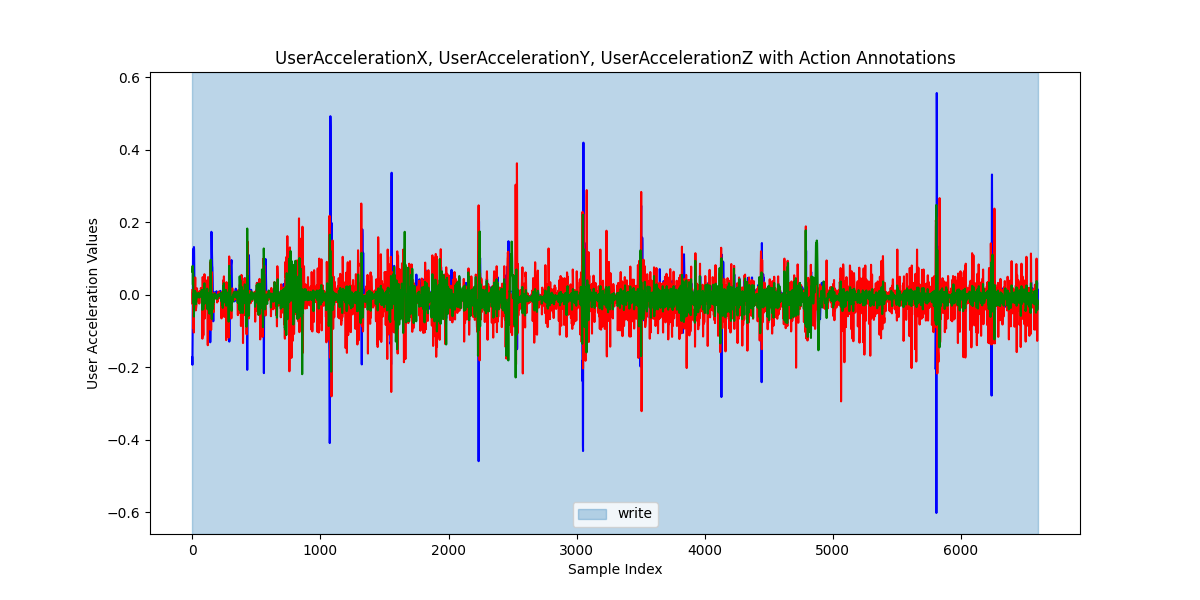 UserAccelerationX, UserAccelerationY, UserAccelerationZ with Action Annotations
User Acceleration Values
0.6
0.4
0.2
0.0
−0.2
−0.4
−0.6
write
0 1000 2000 3000 4000 5000 6000
Sample Index